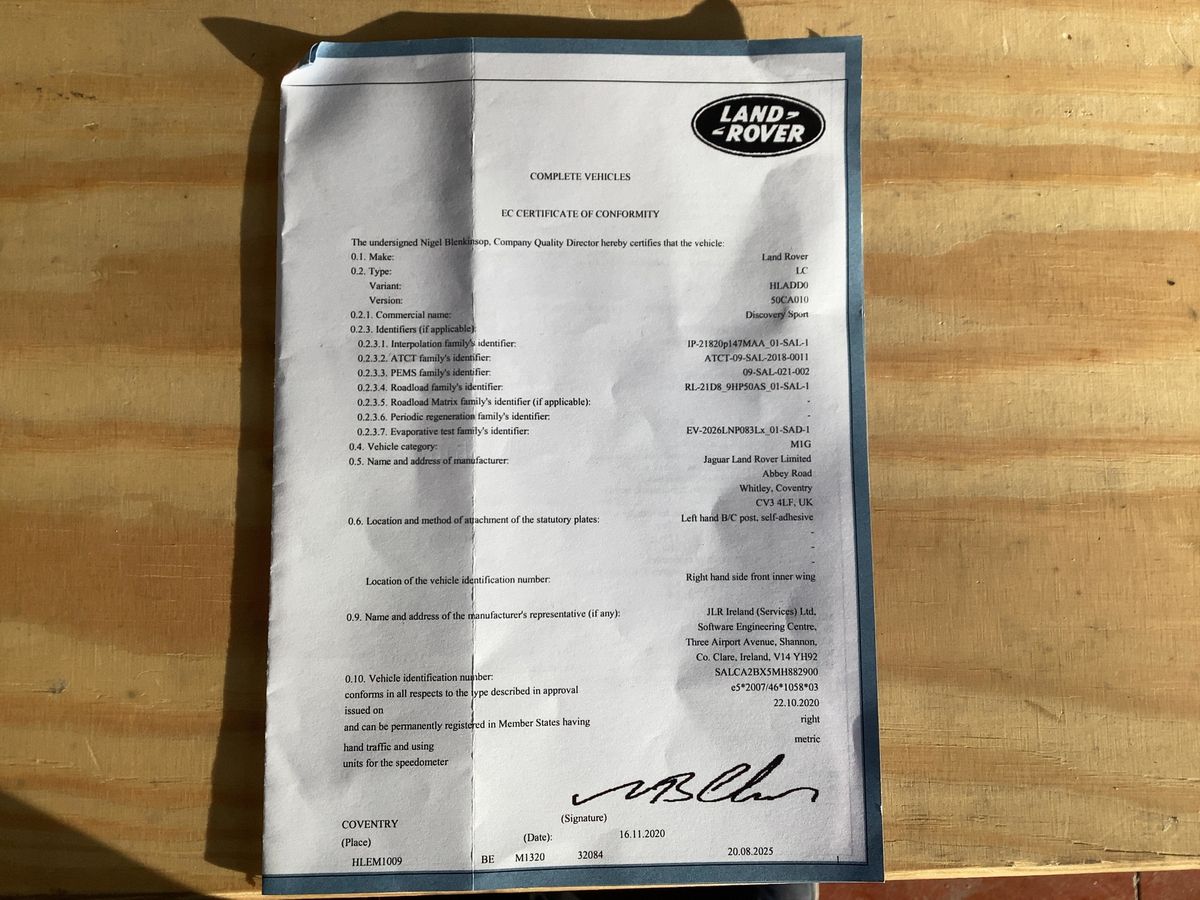 LAND ROVER
COMPLETE VEHICLES
EC CERTIFICATE OF CONFORMITY
The undersigned Nigel Blenkinsop, Company Quality Director hereby certifies that the vehicle:
0.1. Make: Land Rover
0.2. Type: LC
Variant: HLADD0
Version: 50CA010
0.2.1. Commercial name: Discovery Sport
0.2.3. Identifiers (if applicable):
0.2.3.1. Interpolation family's identifier: IP-21820p147MAA_01-SAL-1
0.2.3.2. ATCT family's identifier: ATCT-09-SAL-2018-0011
0.2.3.3. PEMS family's identifier: 09-SAL-021-002
0.2.3.4. Roadload family's identifier: RL-21D8_9HP50AS_01-SAL-1
0.2.3.5. Roadload Matrix family's identifier (if applicable): -
0.2.3.6. Periodic regeneration family's identifier: -
0.2.3.7. Evaporative test family's identifier: EV-2026LNP083Lx_01-SAD-1
0.4. Vehicle category: M1G
0.5. Name and address of manufacturer: Jaguar Land Rover Limited
Abbey Road
Whitley, Coventry
CV3 4LF, UK
0.6. Location and method of attachment of the statutory plates: Left hand B/C post, self-adhesive
-
-
-
Location of the vehicle identification number: Right hand side front inner wing
0.9. Name and address of the manufacturer's representative (if any): JLR Ireland (Services) Ltd,
Software Engineering Centre,
Three Airport Avenue, Shannon,
Co. Clare, Ireland, V14 YH92
0.10. Vehicle identification number: SALCA2BX5MH882900
conforms in all respects to the type described in approval e5*2007/46*1058*03
issued on 22.10.2020
and can be permanently registered in Member States having right
hand traffic and using metric
units for the speedometer
(Signature)
COVENTRY
(Place)
(Date): 16.11.2020
HLEM1009 BE M1320 32084 20.08.2025